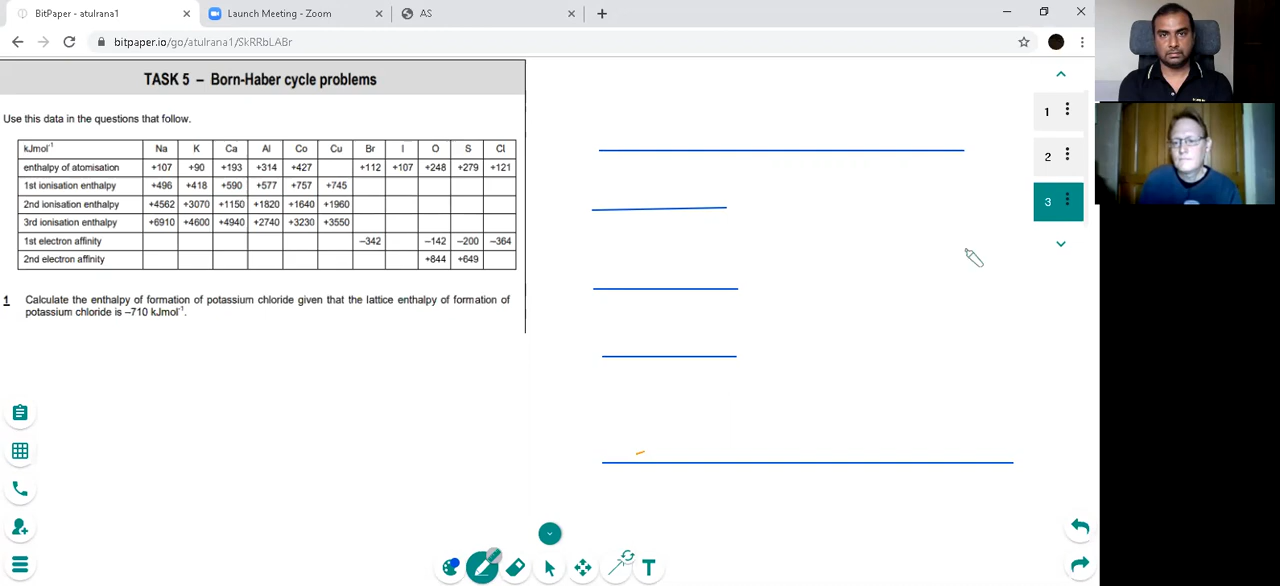 BitPaper - atulrana1
Launch Meeting - Zoom
AS
bitpaper.io/go/atulrana1/SkRRbLABr
TASK 5 – Born-Haber cycle problems
Use this data in the questions that follow.
kJmol⁻¹ Na K Ca Al Co Cu Br I O S Cl
enthalpy of atomisation +107 +90 +193 +314 +427 +112 +107 +248 +279 +121
1st ionisation enthalpy +496 +418 +590 +577 +757 +745
2nd ionisation enthalpy +4562 +3070 +1150 +1820 +1640 +1960
3rd ionisation enthalpy +6910 +4600 +4940 +2740 +3230 +3550
1st electron affinity –342 –142 –200 –364
2nd electron affinity +844 +649
1 Calculate the enthalpy of formation of potassium chloride given that the lattice enthalpy of formation of
potassium chloride is –710 kJmol⁻¹.
1
2
3
T